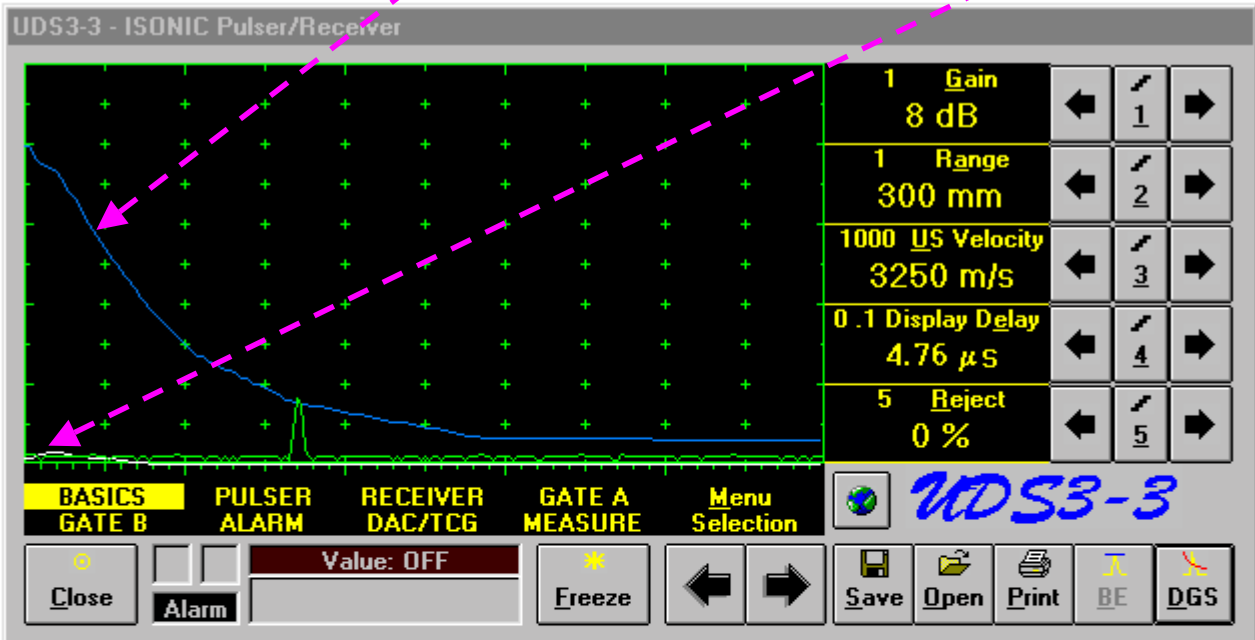 UDS3-3 - ISONIC Pulser/Receiver
1 Gain
8 dB
1
1 Range
300 mm
2
1000 US Velocity
3250 m/s
3
0 .1 Display Delay
4.76 µs
4
5 Reject
0 %
5
BASICS PULSER RECEIVER GATE A Menu
GATE B ALARM DAC/TCG MEASURE Selection
UDS3-3
Value: OFF
Close Alarm Freeze Save Open Print BE DGS